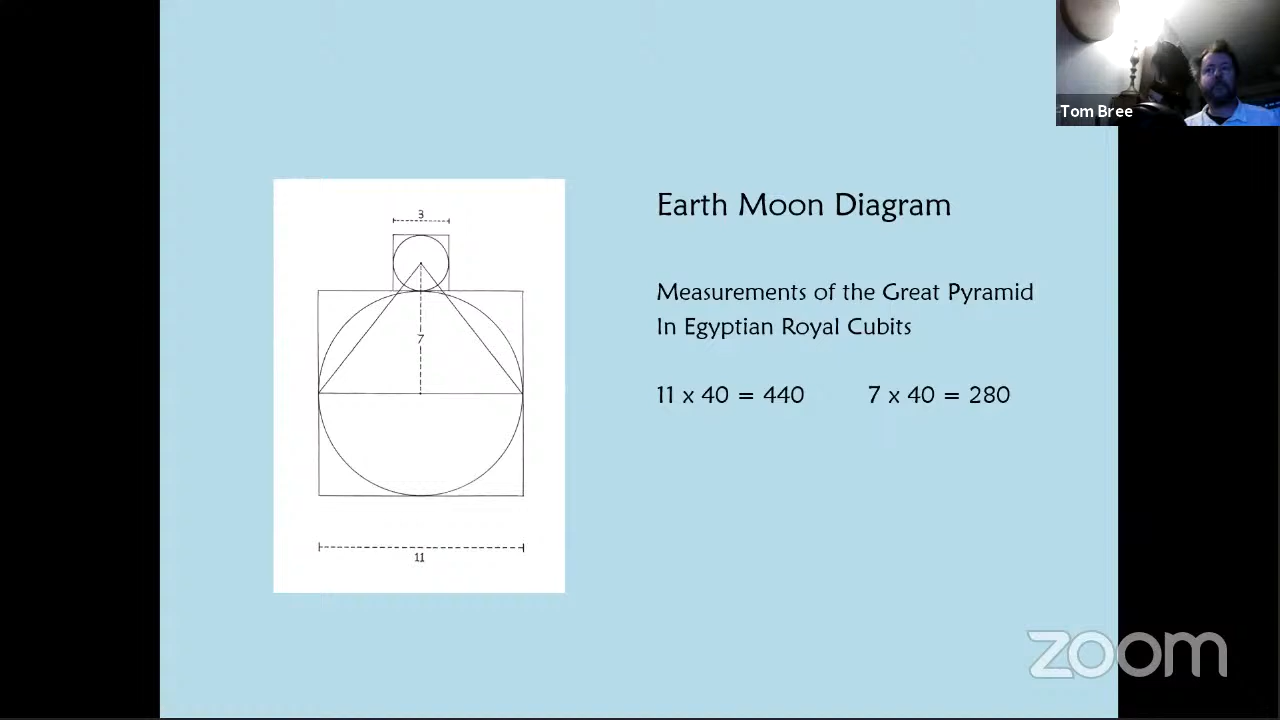 Tom Bree
3
7
11
Earth Moon Diagram
Measurements of the Great Pyramid
In Egyptian Royal Cubits
11 x 40 = 440 7 x 40 = 280
zoom